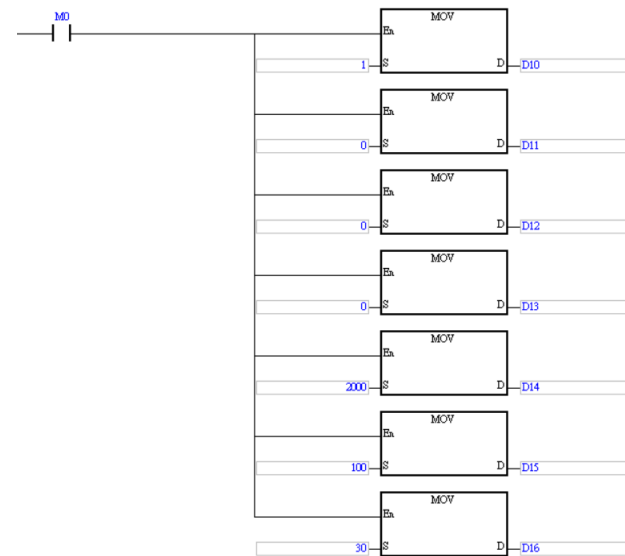 M0
MOV
En
1 S D D10
MOV
En
0 S D D11
MOV
En
0 S D D12
MOV
En
0 S D D13
MOV
En
2000 S D D14
MOV
En
100 S D D15
MOV
En
30 S D D16